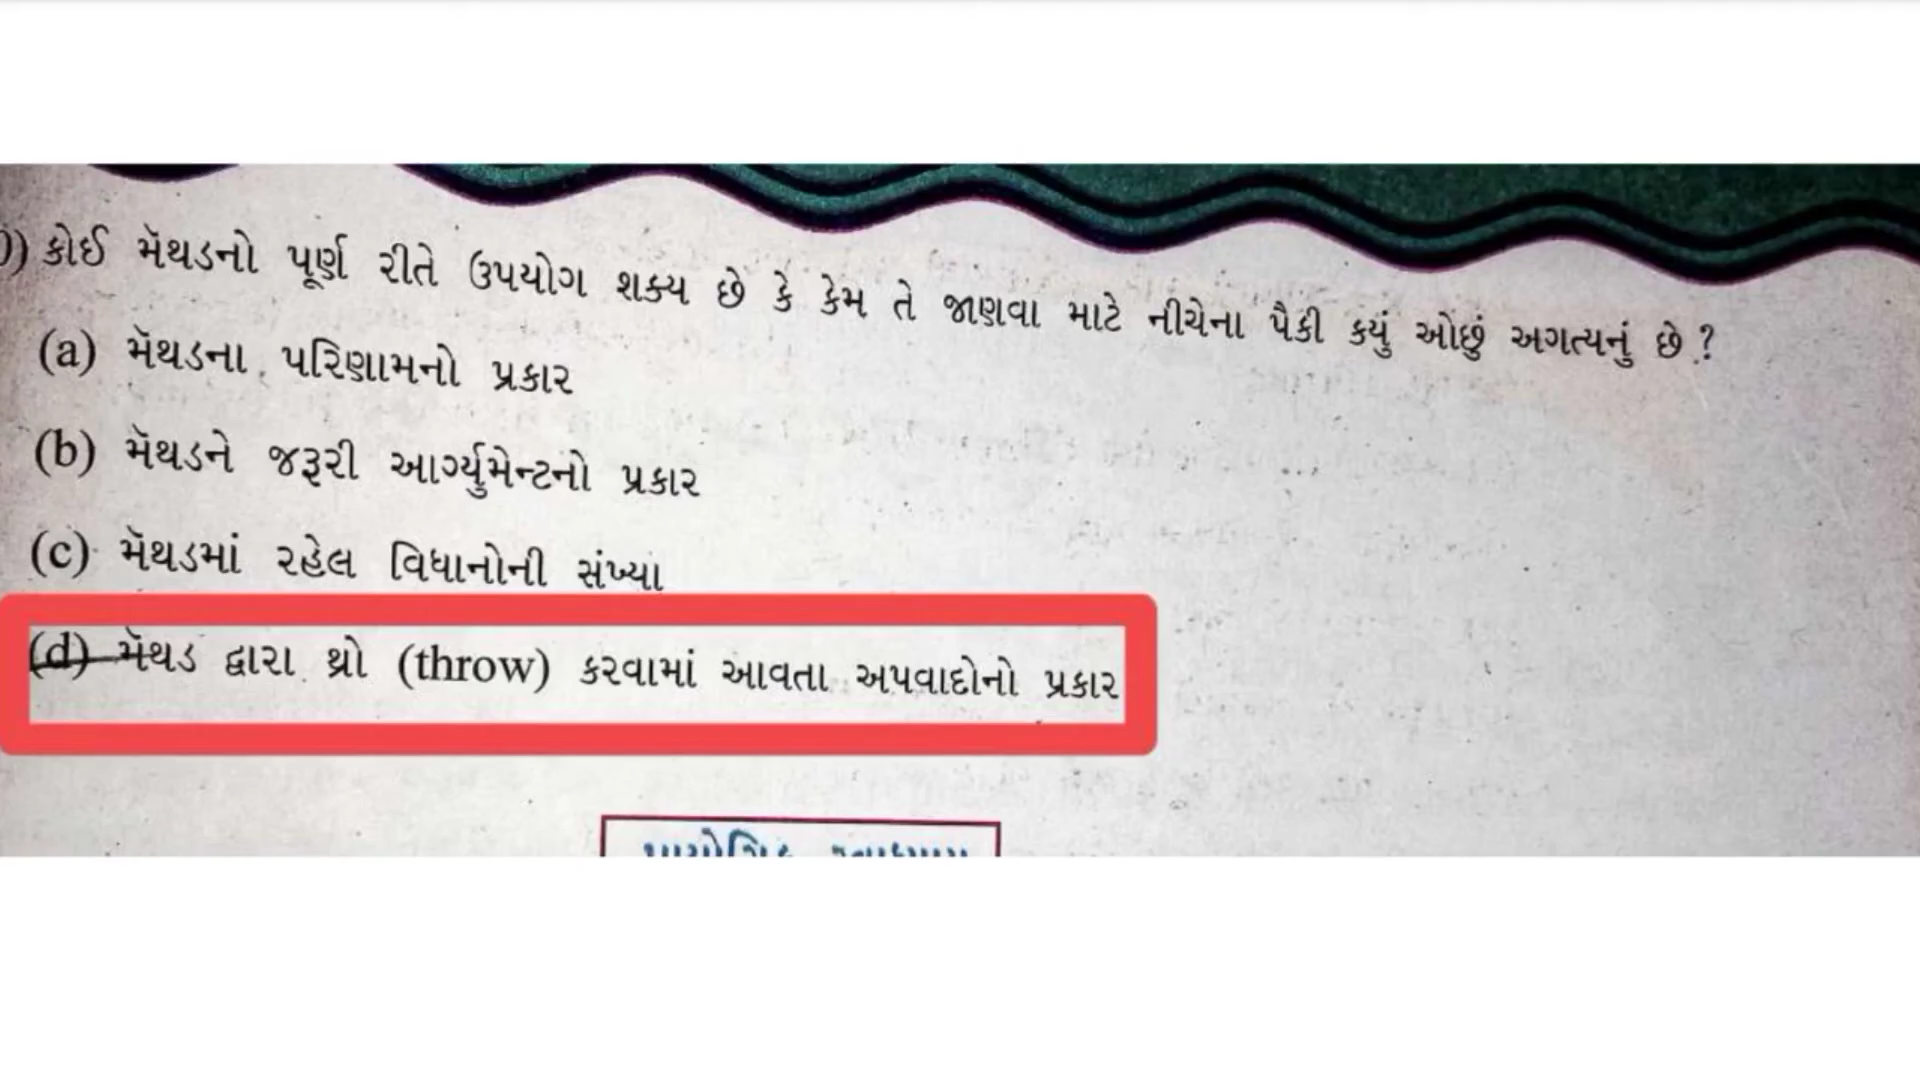 ) કોઈ મૅથડનો પૂર્ણ રીતે ઉપયોગ શક્ય છે કે કેમ તે જાણવા માટે નીચેના પૈકી કયું ઓછું અગત્યનું છે ?
(a) મૅથડના પરિણામનો પ્રકાર
(b) મૅથડને જરૂરી આર્ગ્યુમેન્ટનો પ્રકાર
(c) મૅથડમાં રહેલ વિધાનોની સંખ્યા
(d) મૅથડ દ્વારા થ્રો (throw) કરવામાં આવતા અપવાદોનો પ્રકાર